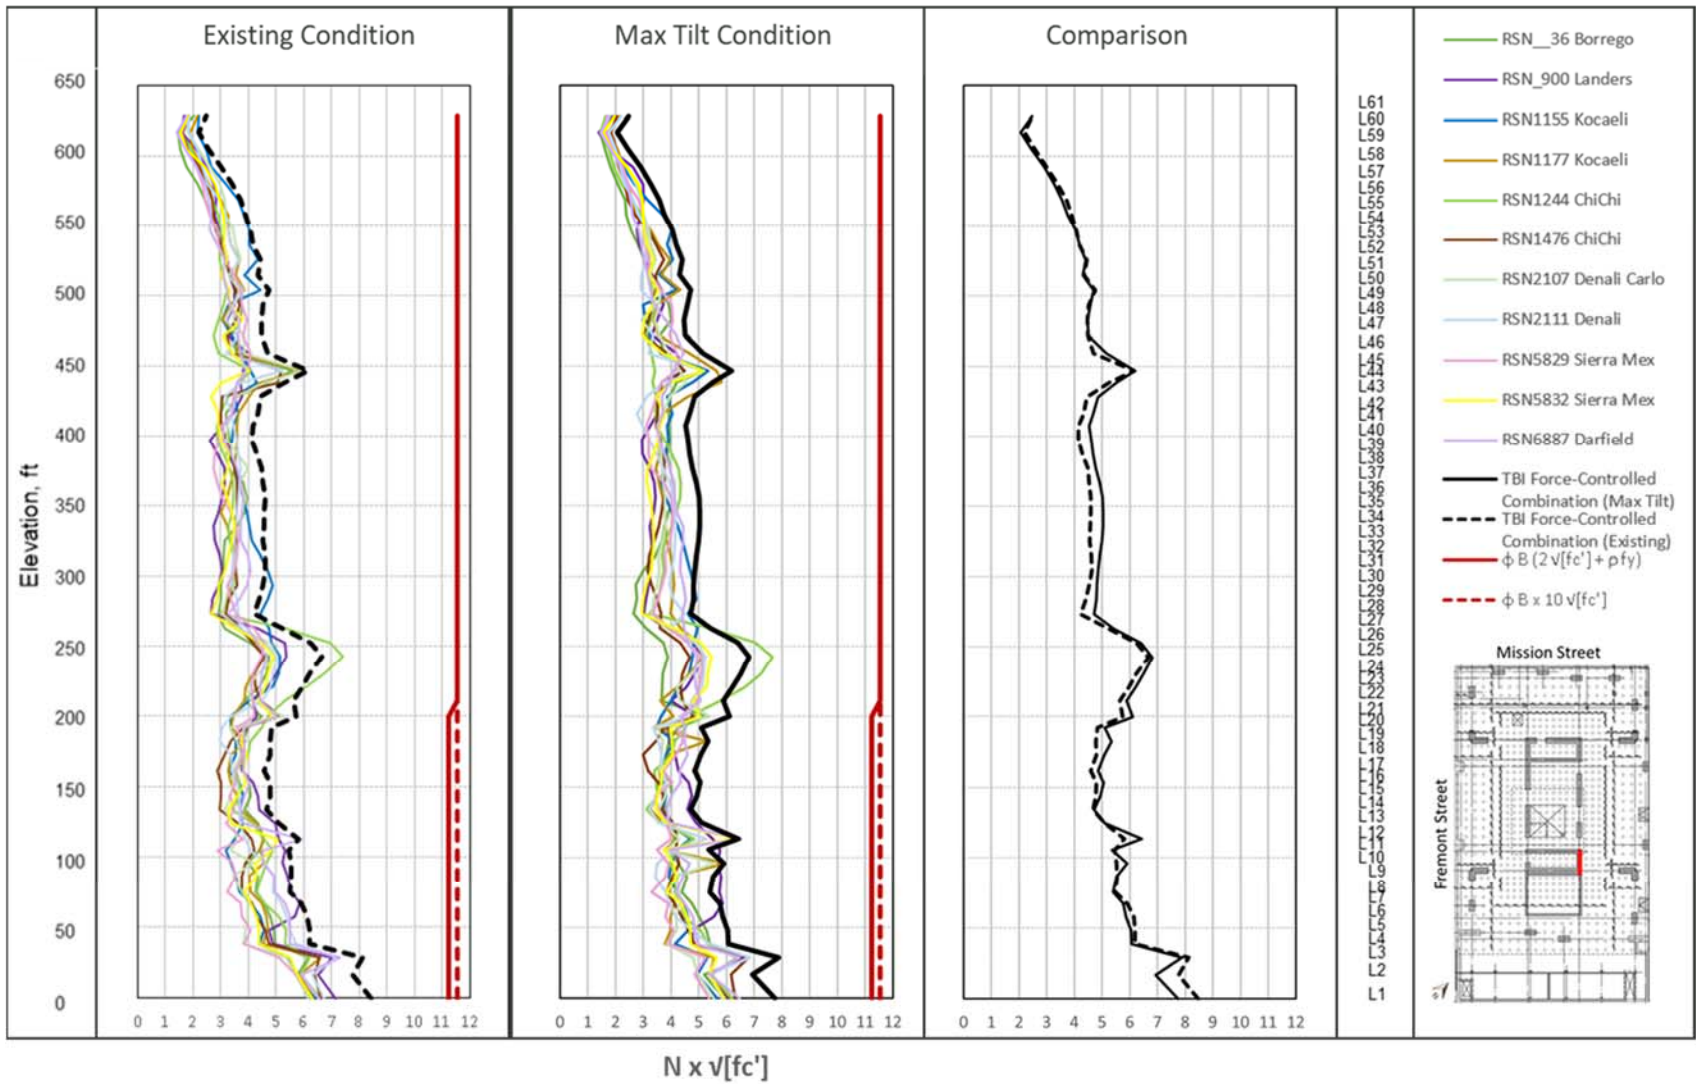 Existing Condition
Max Tilt Condition
Comparison
Elevation, ft
650
600
550
500
450
400
350
300
250
200
150
100
50
0
0 1 2 3 4 5 6 7 8 9 10 11 12
0 1 2 3 4 5 6 7 8 9 10 11 12
0 1 2 3 4 5 6 7 8 9 10 11 12
N x √[fc']
L61
L60
L59
L58
L57
L56
L55
L54
L53
L52
L51
L50
L49
L48
L47
L46
L45
L44
L43
L42
L41
L40
L39
L38
L37
L36
L35
L34
L33
L32
L31
L30
L29
L28
L27
L26
L25
L24
L23
L22
L21
L20
L19
L18
L17
L16
L15
L14
L13
L12
L11
L10
L9
L8
L7
L6
L5
L4
L3
L2
L1
RSN__36 Borrego
RSN_900 Landers
RSN1155 Kocaeli
RSN1177 Kocaeli
RSN1244 ChiChi
RSN1476 ChiChi
RSN2107 Denali Carlo
RSN2111 Denali
RSN5829 Sierra Mex
RSN5832 Sierra Mex
RSN6887 Darfield
TBI Force-Controlled
Combination (Max Tilt)
TBI Force-Controlled
Combination (Existing)
ϕ B (2 √[fc'] + ρ fy)
ϕ B x 10 √[fc']
Mission Street
Fremont Street